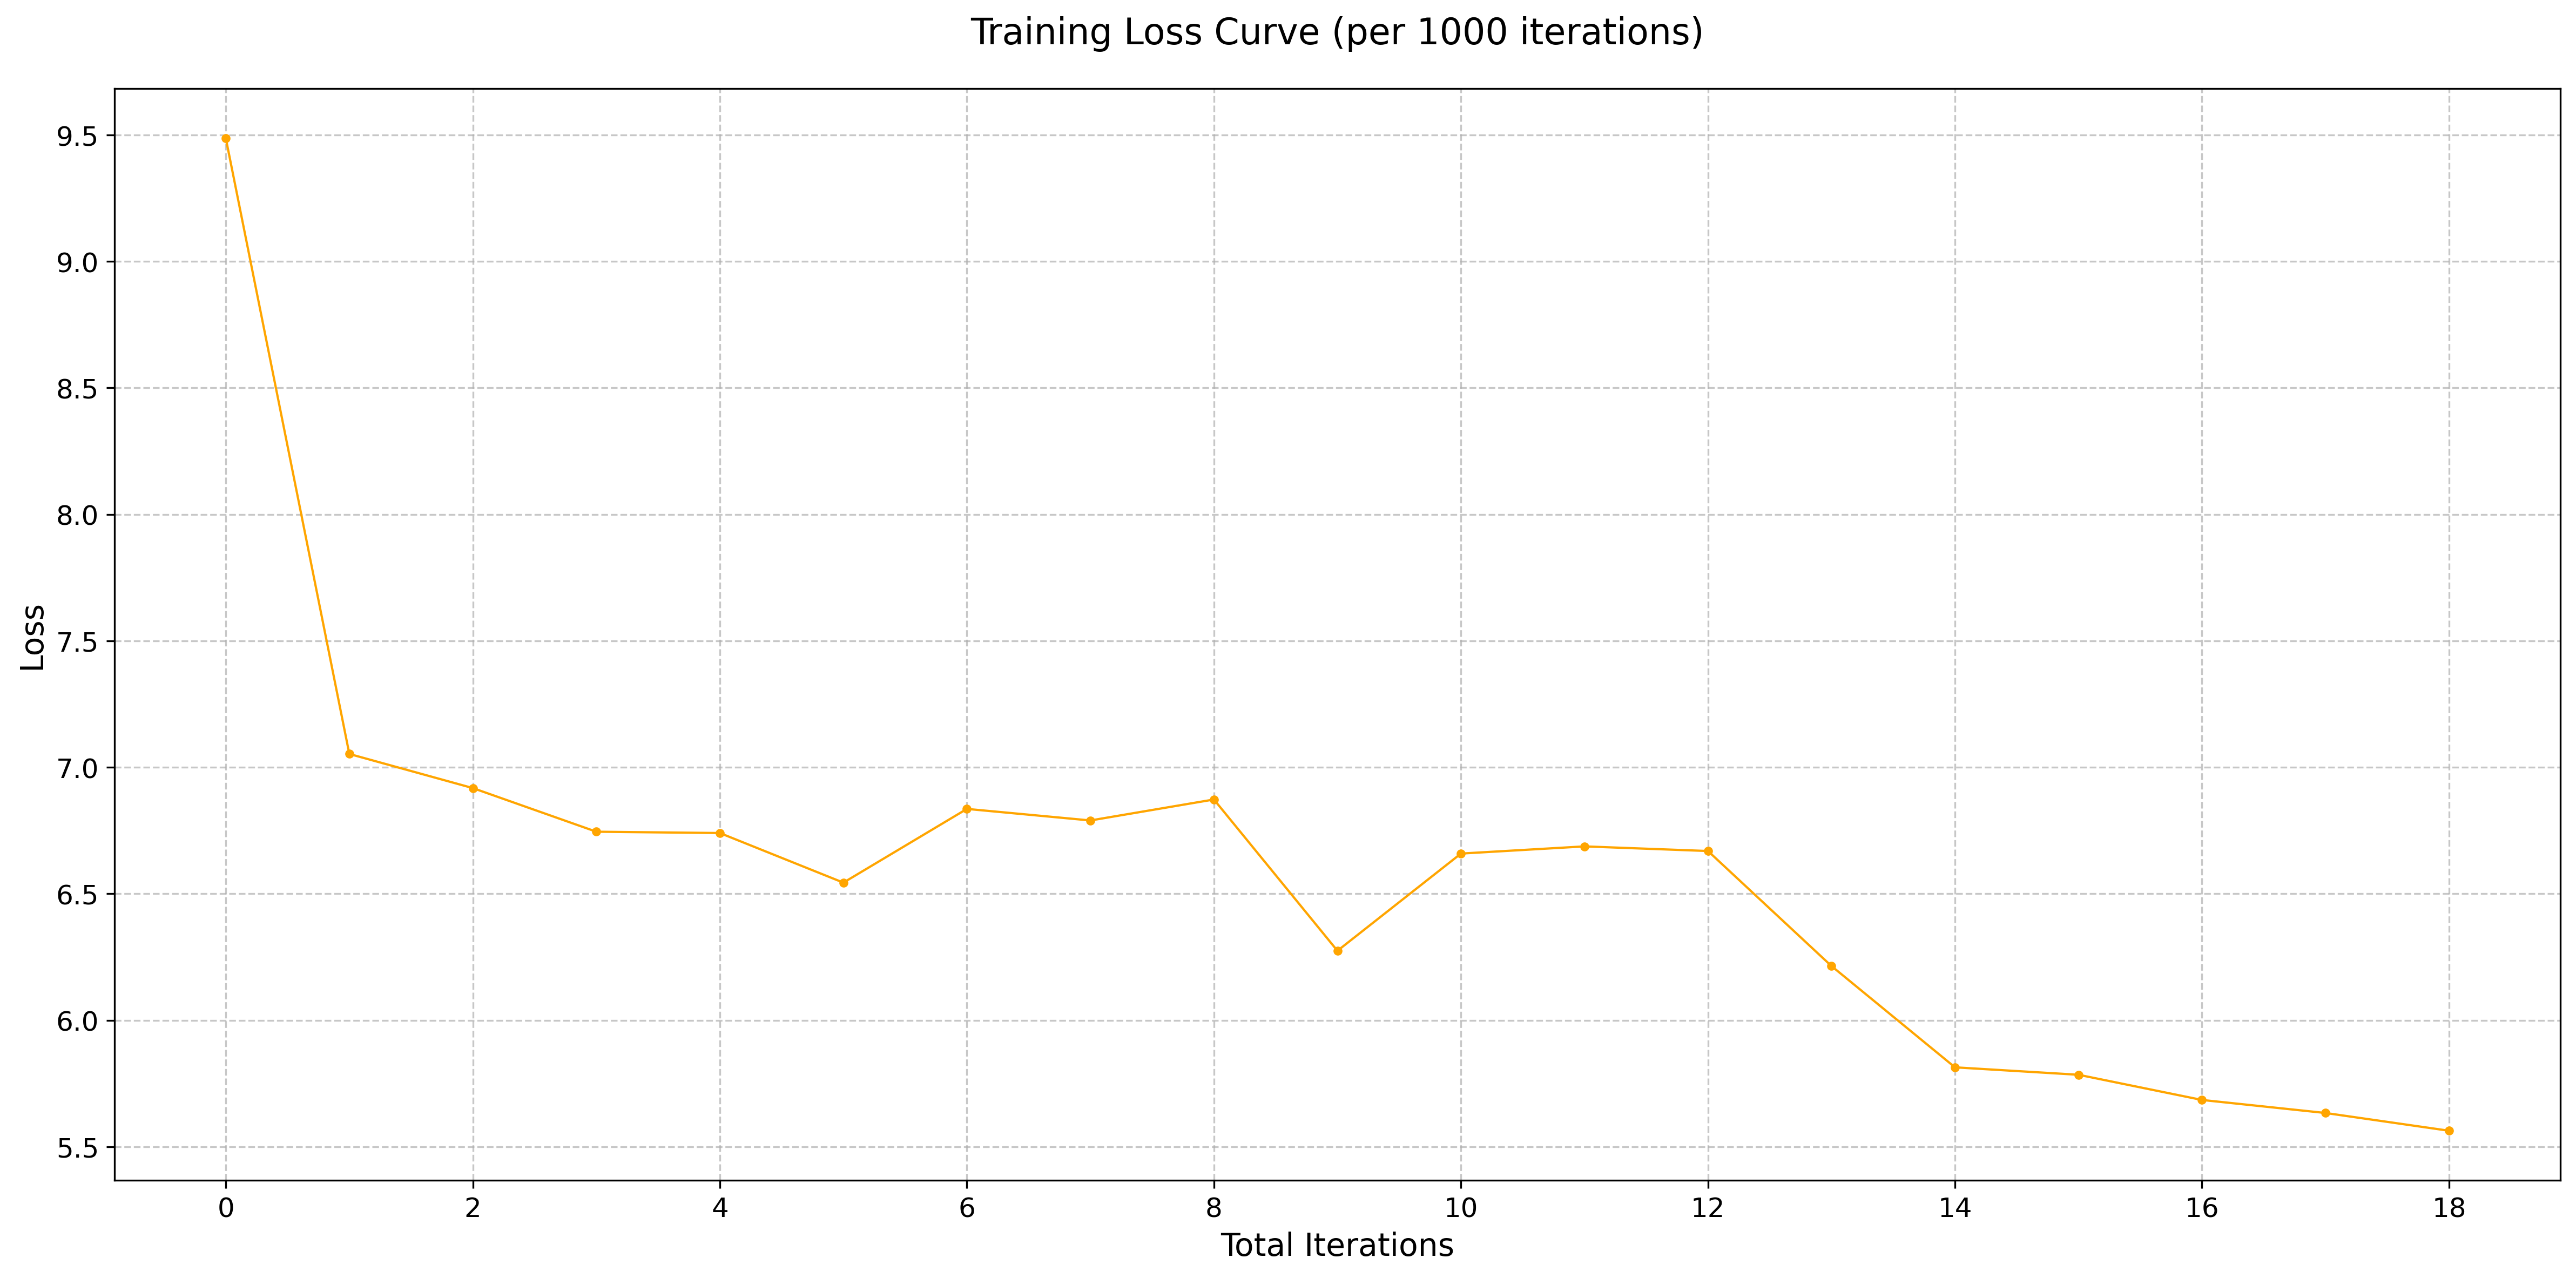 Training Loss Curve (per 1000 iterations)
9.5
9.0
8.5
8.0
7.5
7.0
6.5
6.0
5.5
Loss
0 2 4 6 8 10 12 14 16 18
Total Iterations